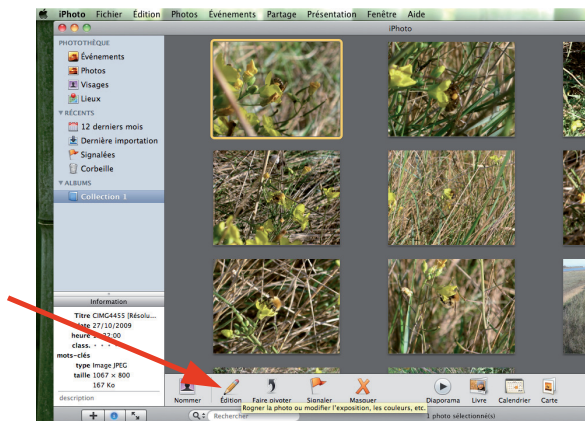 iPhoto Fichier Édition Photos Événements Partage Présentation Fenêtre Aide
iPhoto
PHOTOTHÈQUE
Événements
Photos
Visages
Lieux
RÉCENTS
12 derniers mois
Dernière importation
Signalées
Corbeille
ALBUMS
Collection 1
Information
Titre CIMG4455 [Résolu...
date 27/10/2009
heure
:32:00
class.
mots-clés
type Image JPEG
taille 1067 × 800
167 Ko
description
Nommer Édition Faire pivoter Signaler Masquer Diaporama Livre Calendrier Carte
Rogner la photo ou modifier l'exposition, les couleurs, etc.
Rechercher
1 photo sélectionné(s)